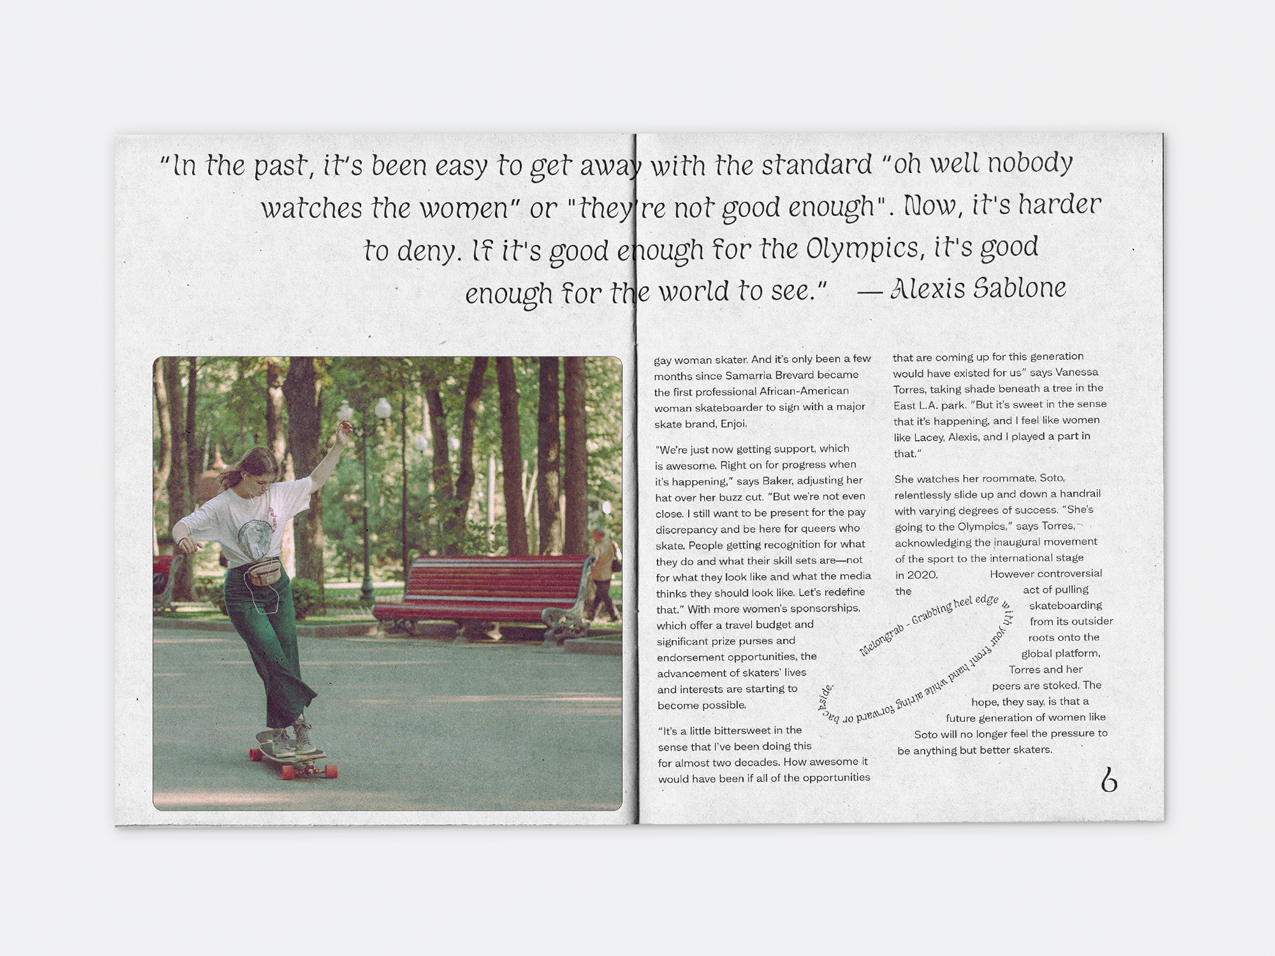 “In the past, it’s been easy to get away with the standard “oh well nobody
watches the women” or "they're not good enough". Now, it's harder
to deny. If it's good enough for the Olympics, it's good
enough for the world to see.” — Alexis Sablone
gay woman skater. And it’s only been a few
months since Samarria Brevard became
the first professional African-American
woman skateboarder to sign with a major
skate brand, Enjoi.
“We’re just now getting support, which
is awesome. Right on for progress when
it’s happening,” says Baker, adjusting her
hat over her buzz cut. “But we’re not even
close. I still want to be present for the pay
discrepancy and be here for queers who
skate. People getting recognition for what
they do and what their skill sets are—not
for what they look like and what the media
thinks they should look like. Let’s redefine
that.” With more women’s sponsorships,
which offer a travel budget and
significant prize purses and
endorsement opportunities, the
advancement of skaters’ lives
and interests are starting to
become possible.
“It’s a little bittersweet in the
sense that I’ve been doing this
for almost two decades. How awesome it
would have been if all of the opportunities
that are coming up for this generation
would have existed for us” says Vanessa
Torres, taking shade beneath a tree in the
East L.A. park. “But it’s sweet in the sense
that it’s happening, and I feel like women
like Lacey, Alexis, and I played a part in
that.”
She watches her roommate, Soto,
relentlessly slide up and down a handrail
with varying degrees of success. “She’s
going to the Olympics,” says Torres,
acknowledging the inaugural movement
of the sport to the international stage
in 2020. However controversial
the act of pulling
skateboarding
from its outsider
roots onto the
global platform,
Torres and her
peers are stoked. The
hope, they say, is that a
future generation of women like
Soto will no longer feel the pressure to
be anything but better skaters.
Melongrab - Grabbing heel edge with your front hand while airing forward or backside.
6